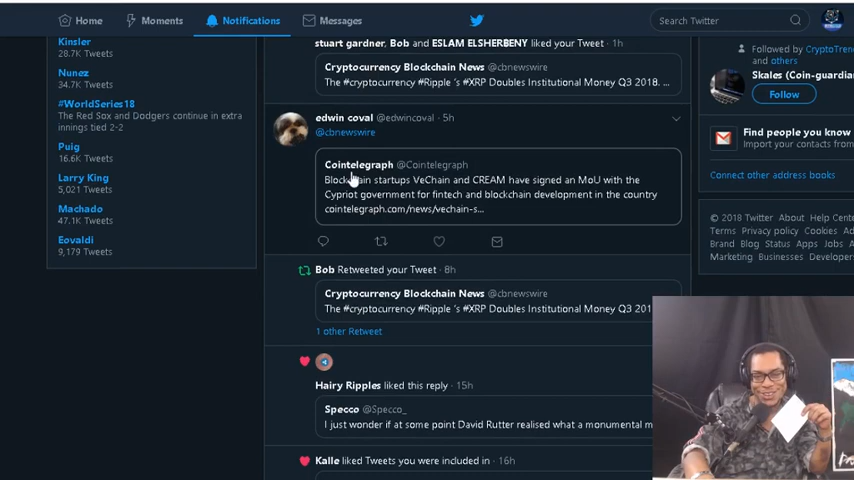 Home
Moments
Notifications
Messages
Search Twitter
Kinsler
28.7K Tweets
Nunez
34.7K Tweets
#WorldSeries18
The Red Sox and Dodgers continue in extra
innings tied 2-2
Puig
16.6K Tweets
Larry King
5,021 Tweets
Machado
47.1K Tweets
Eovaldi
9,179 Tweets
stuart gardner, Bob and ESLAM ELSHERBENY liked your Tweet · 1h
Cryptocurrency Blockchain News @cbnewswire
The #cryptocurrency #Ripple 's #XRP Doubles Institutional Money Q3 2018. ...
edwin coval @edwincoval · 5h
@cbnewswire
Cointelegraph @Cointelegraph
Blockchain startups VeChain and CREAM have signed an MoU with the
Cypriot government for fintech and blockchain development in the country
cointelegraph.com/news/vechain-s...
Bob Retweeted your Tweet · 8h
Cryptocurrency Blockchain News @cbnewswire
The #cryptocurrency #Ripple 's #XRP Doubles Institutional Money Q3 201
1 other Retweet
Hairy Ripples liked this reply · 15h
Specco @Specco_
I just wonder if at some point David Rutter realised what a monumental m
Kalle liked Tweets you were included in · 16h
Followed by CryptoTren
and others
Skales (Coin-guardia
Follow
Find people you know
Import your contacts from
Connect other address books
© 2018 Twitter About Help Cente
Terms Privacy policy Cookies Ad
Brand Blog Status Apps Jobs A
Marketing Businesses Developer